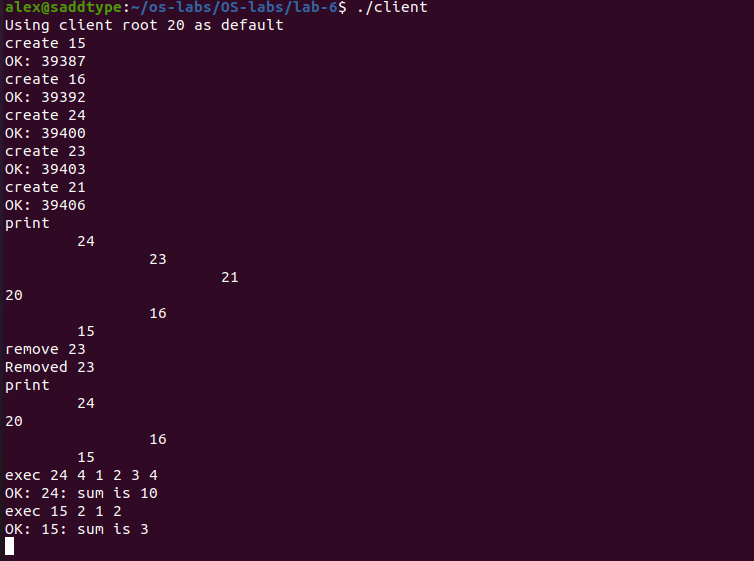 alex@saddtype:~/os-labs/OS-labs/lab-6$ ./client
Using client root 20 as default
create 15
OK: 39387
create 16
OK: 39392
create 24
OK: 39400
create 23
OK: 39403
create 21
OK: 39406
print
        24
                23
                        21
20
                16
        15
remove 23
Removed 23
print
        24
20
                16
        15
exec 24 4 1 2 3 4
OK: 24: sum is 10
exec 15 2 1 2
OK: 15: sum is 3